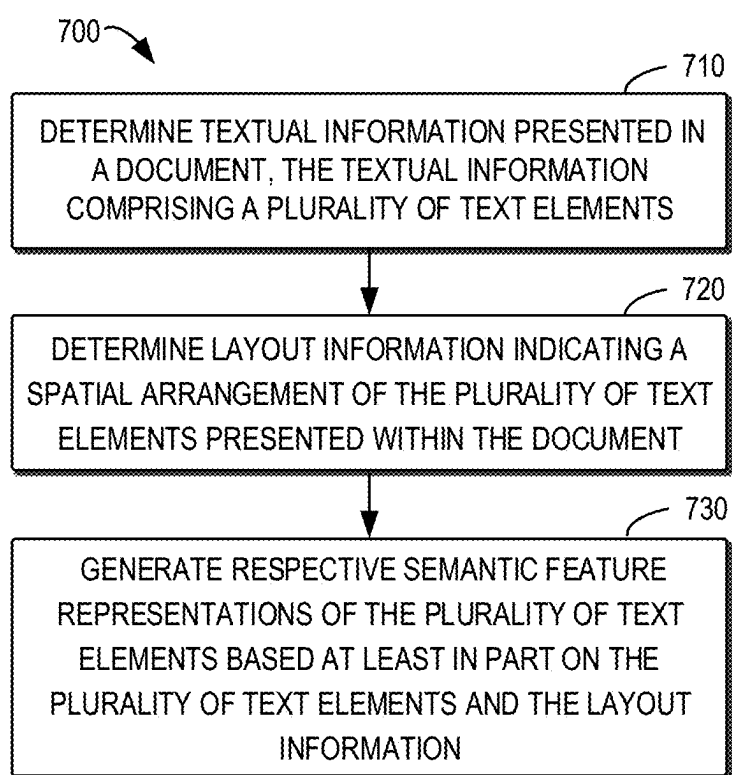 700
710
DETERMINE TEXTUAL INFORMATION PRESENTED IN
A DOCUMENT, THE TEXTUAL INFORMATION
COMPRISING A PLURALITY OF TEXT ELEMENTS
720
DETERMINE LAYOUT INFORMATION INDICATING A
SPATIAL ARRANGEMENT OF THE PLURALITY OF TEXT
ELEMENTS PRESENTED WITHIN THE DOCUMENT
730
GENERATE RESPECTIVE SEMANTIC FEATURE
REPRESENTATIONS OF THE PLURALITY OF TEXT
ELEMENTS BASED AT LEAST IN PART ON THE
PLURALITY OF TEXT ELEMENTS AND THE LAYOUT
INFORMATION